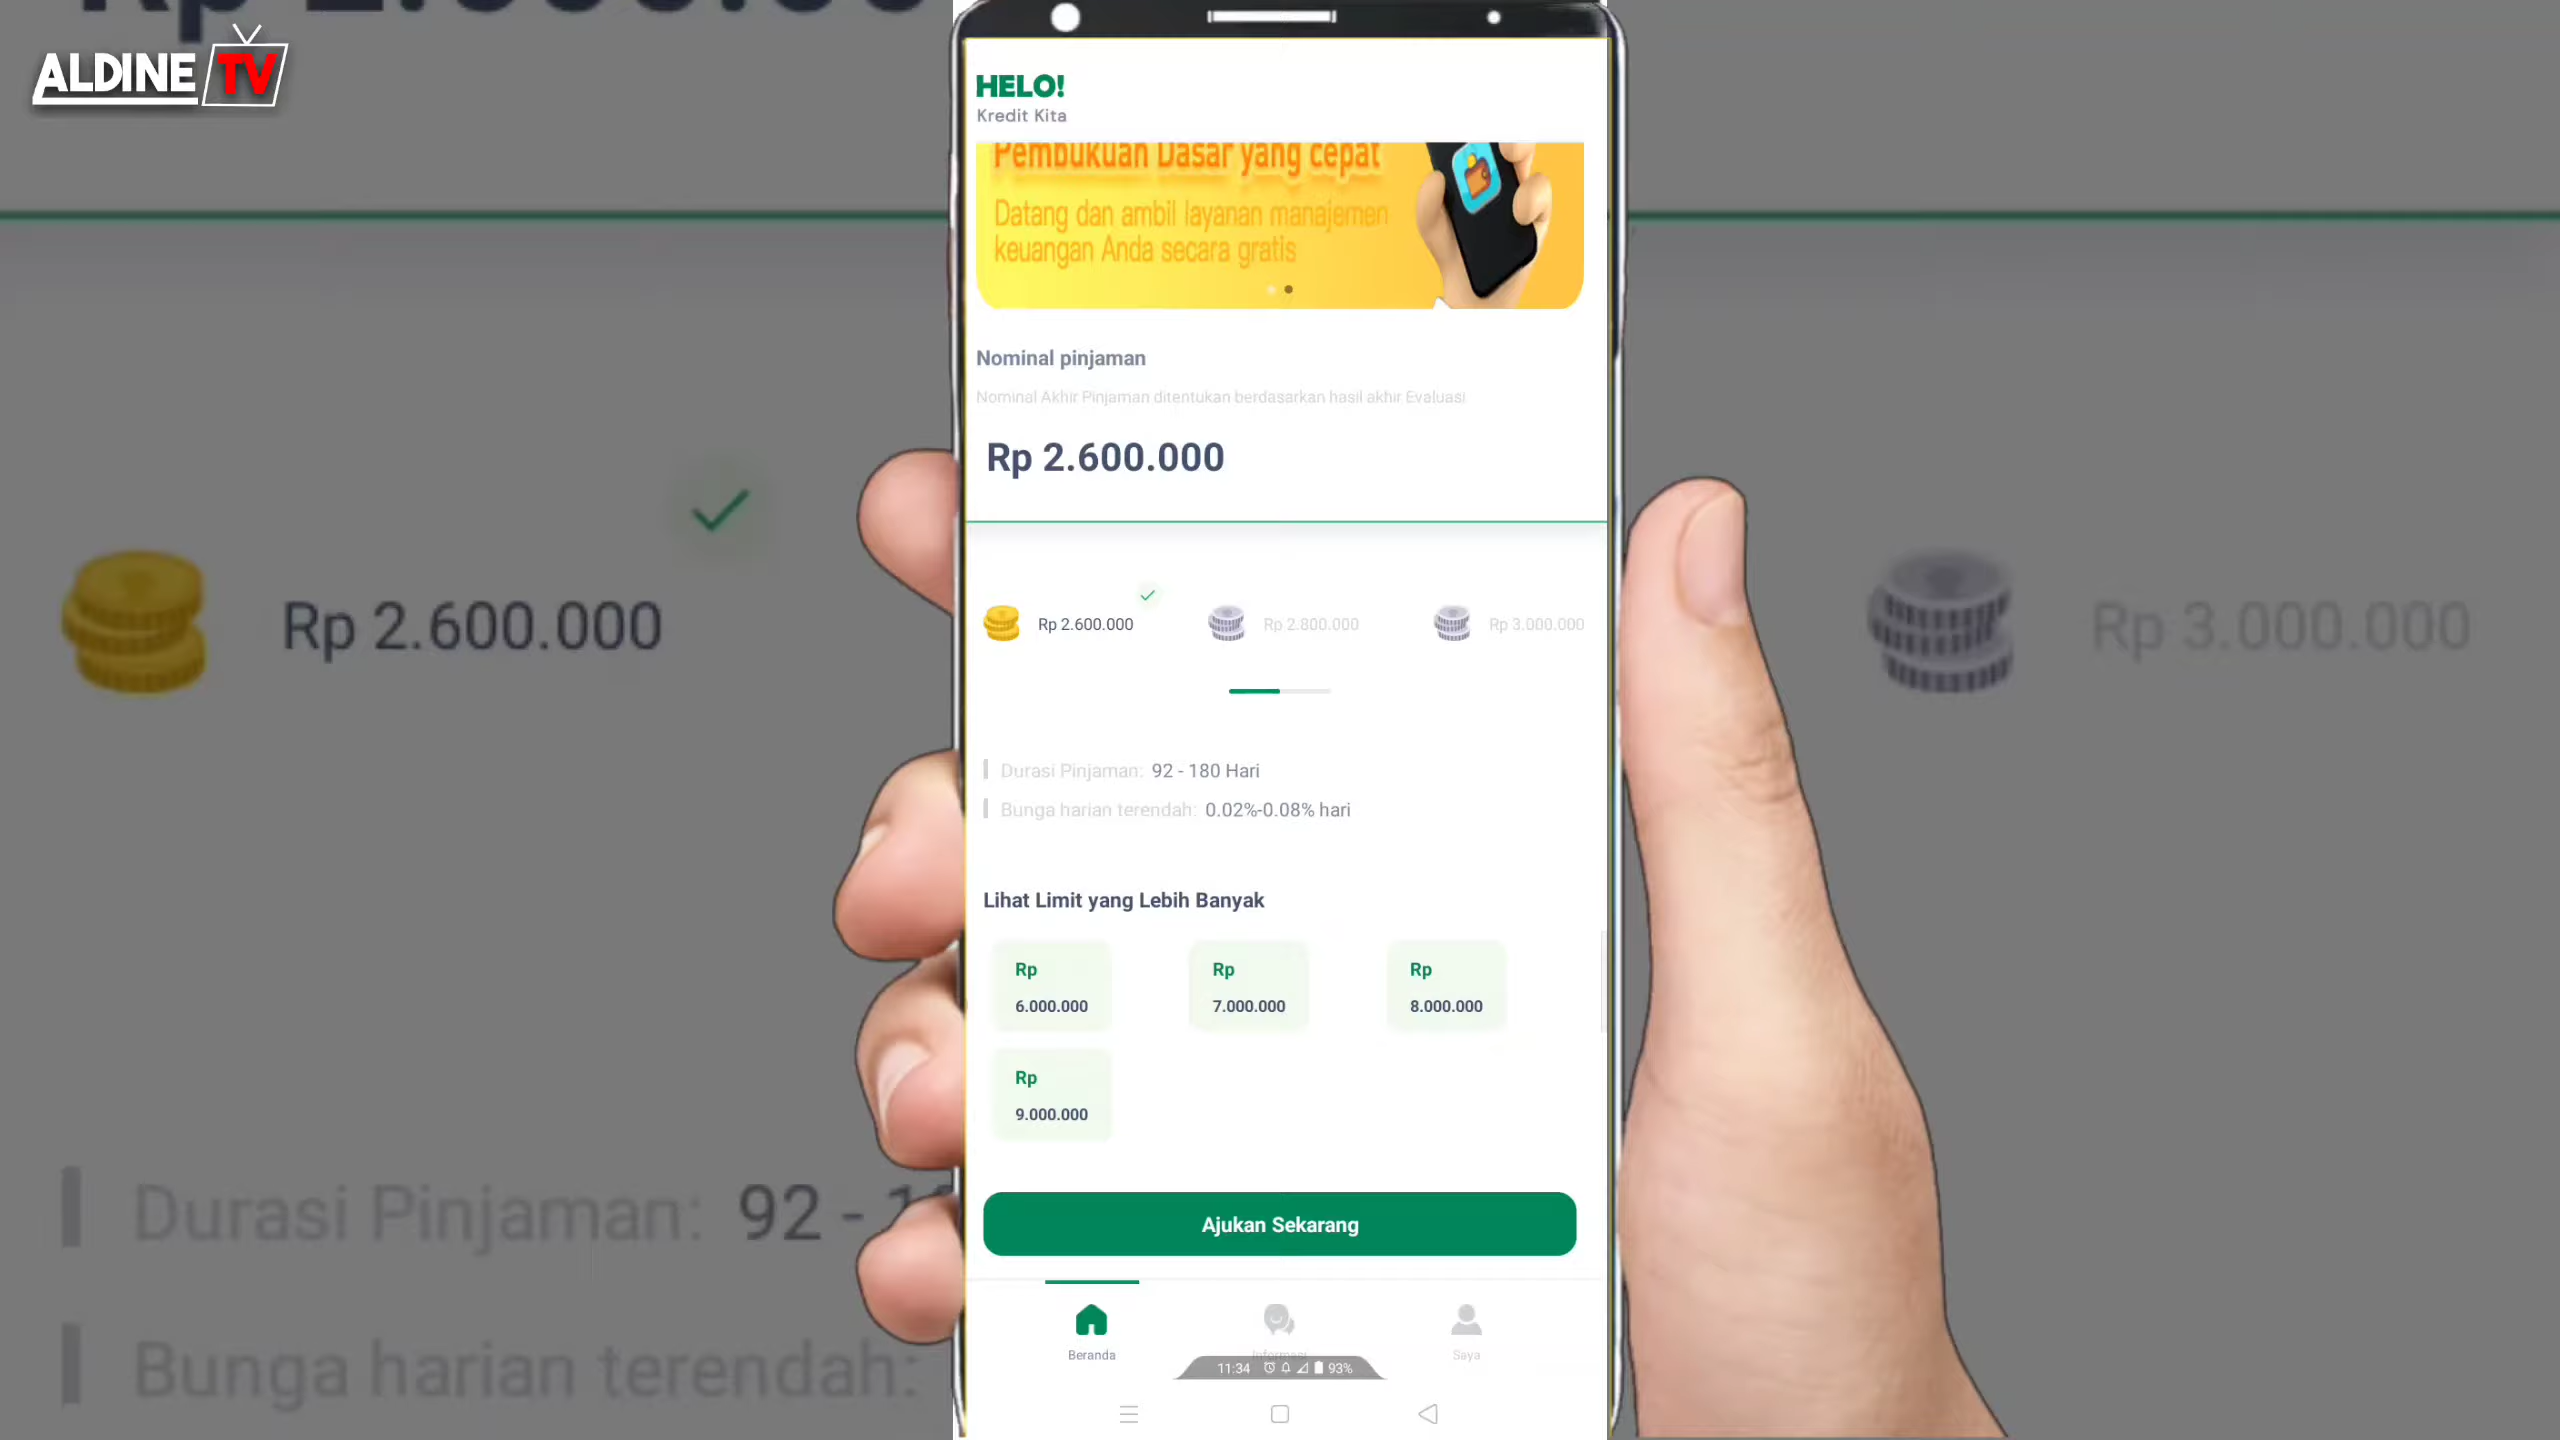 ALDINE TV
HELO!
Kredit Kita
Pembukuan Dasar yang cepat
Datang dan ambil layanan manajemen
keuangan Anda secara gratis
Nominal pinjaman
Nominal Akhir Pinjaman ditentukan berdasarkan hasil akhir Evaluasi
Rp 2.600.000
Rp 2.600.000
Rp 2.800.000
Rp 3.000.000
Durasi Pinjaman: 92 - 180 Hari
Bunga harian terendah: 0.02%-0.08% hari
Lihat Limit yang Lebih Banyak
Rp
6.000.000
Rp
7.000.000
Rp
8.000.000
Rp
9.000.000
Ajukan Sekarang
Beranda
Informasi
Saya
11:34
93%
Rp 2.600.000
Rp 3.000.000
Durasi Pinjaman: 92 -
Bunga harian terendah: